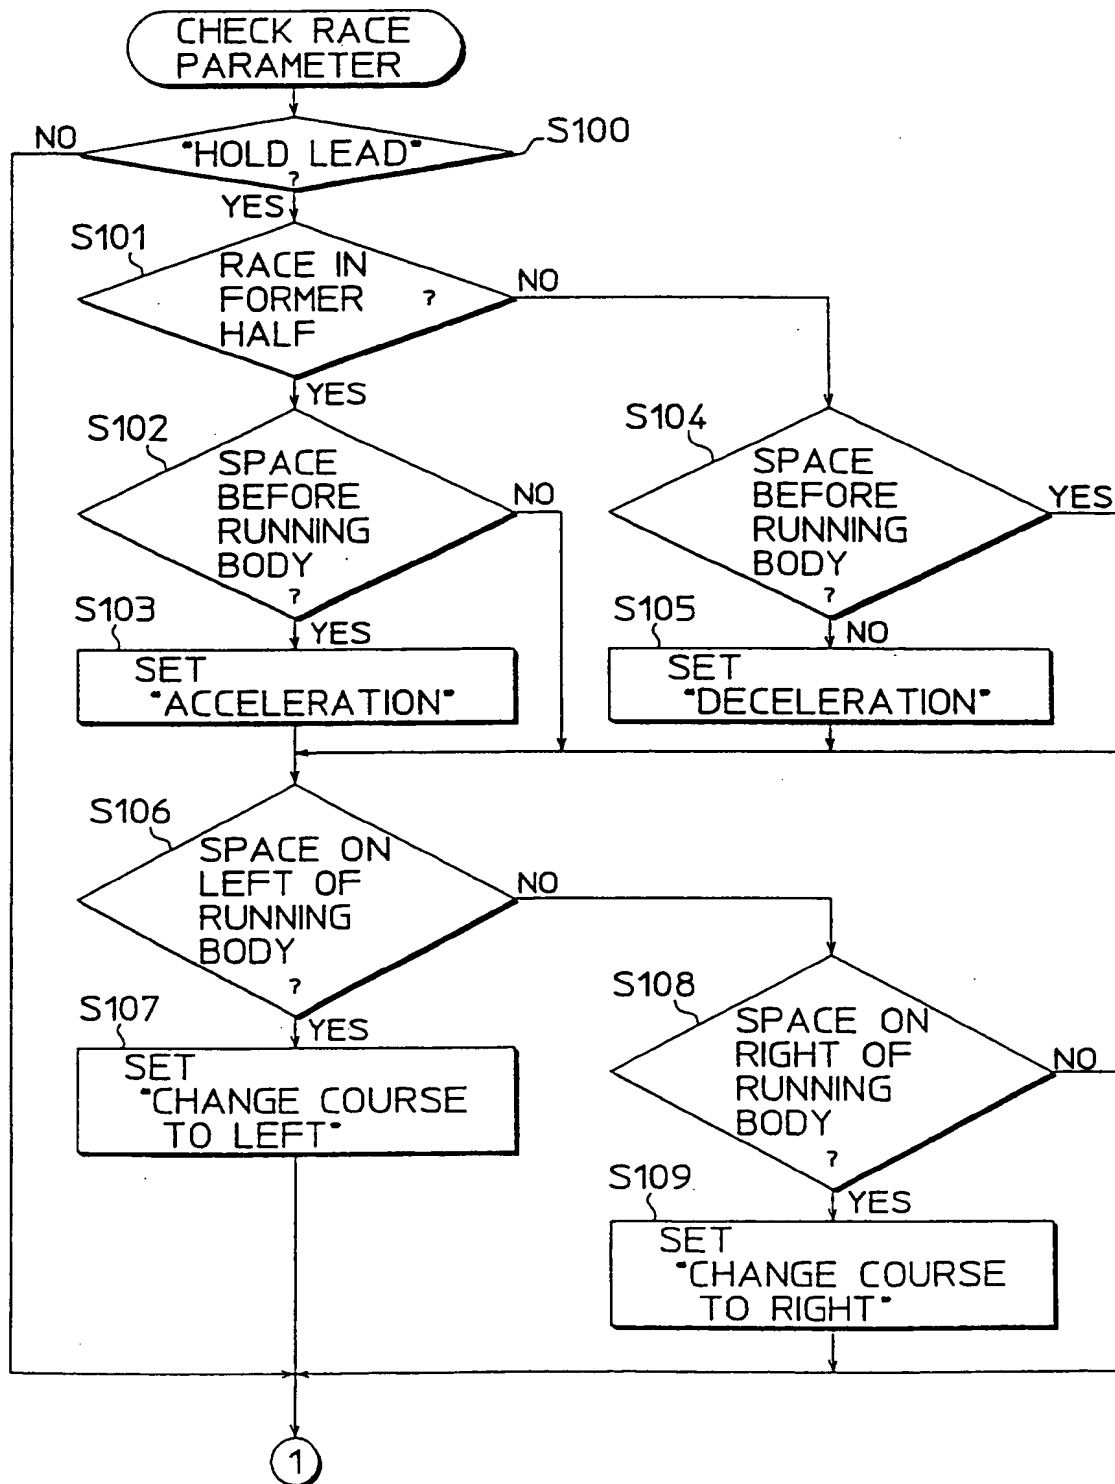 CHECK RACE
PARAMETER
NO
"HOLD LEAD"
?
S100
YES
S101
RACE IN
FORMER ?
HALF
NO
YES
S102
SPACE
BEFORE
RUNNING
BODY
?
NO
S104
SPACE
BEFORE
RUNNING
BODY
?
YES
S103
YES
SET
"ACCELERATION"
S105
NO
SET
"DECELERATION"
S106
SPACE ON
LEFT OF
RUNNING
BODY
?
NO
S107
YES
SET
"CHANGE COURSE
TO LEFT"
S108
SPACE ON
RIGHT OF
RUNNING
BODY
?
NO
S109
YES
SET
"CHANGE COURSE
TO RIGHT"
1